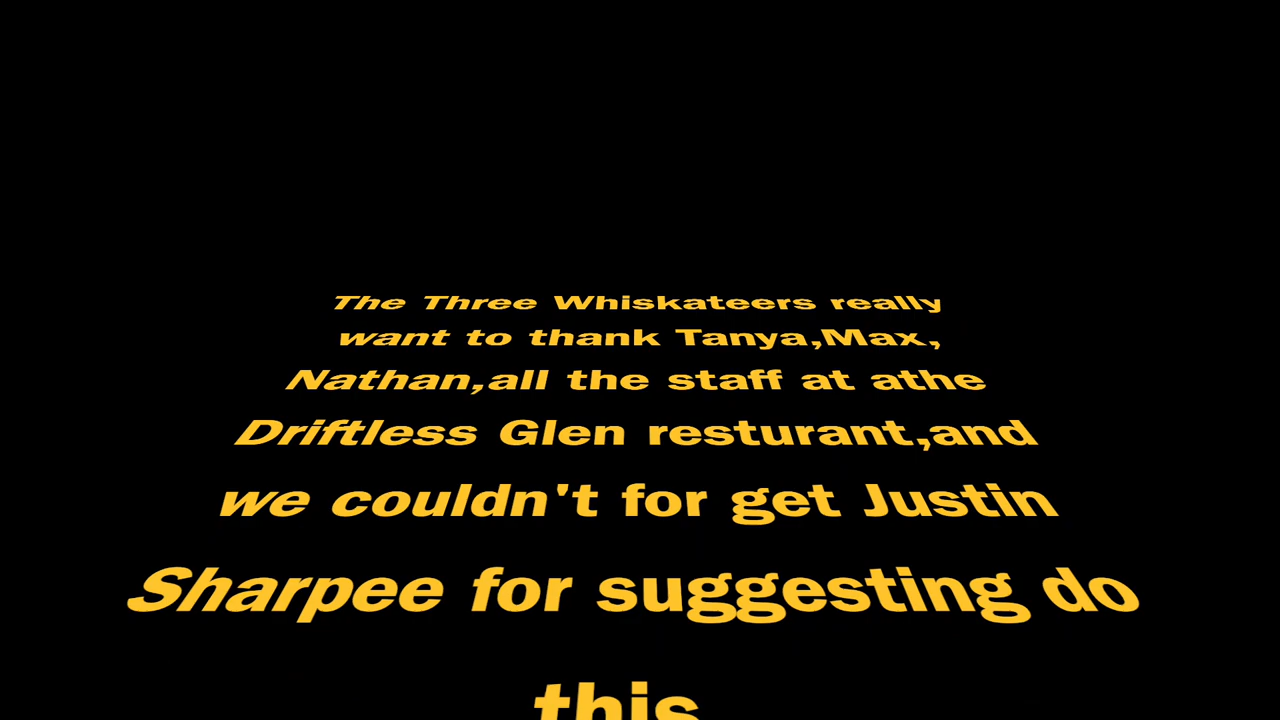 The Three Whiskateers really
want to thank Tanya,Max,
Nathan,all the staff at athe
Driftless Glen resturant,and
we couldn't for get Justin
Sharpee for suggesting do
this